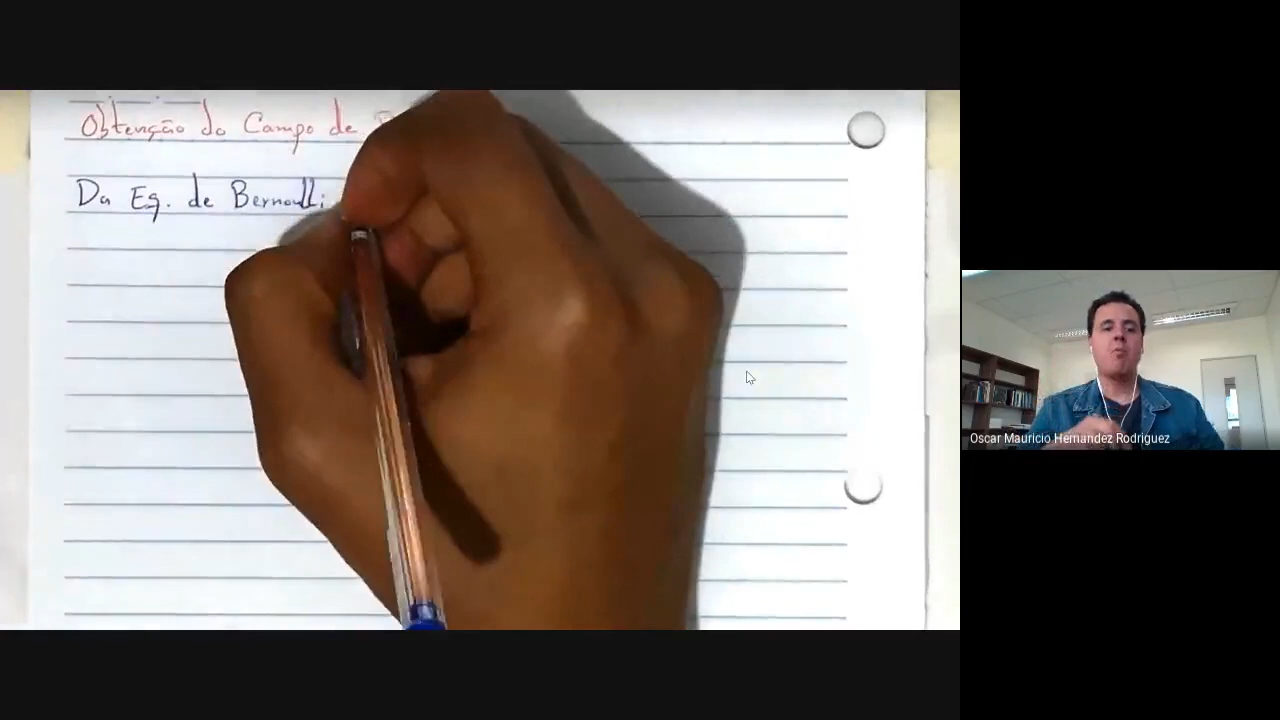 Obtenção do Campo de
Da Eq. de Bernoulli
Oscar Mauricio Hernandez Rodriguez